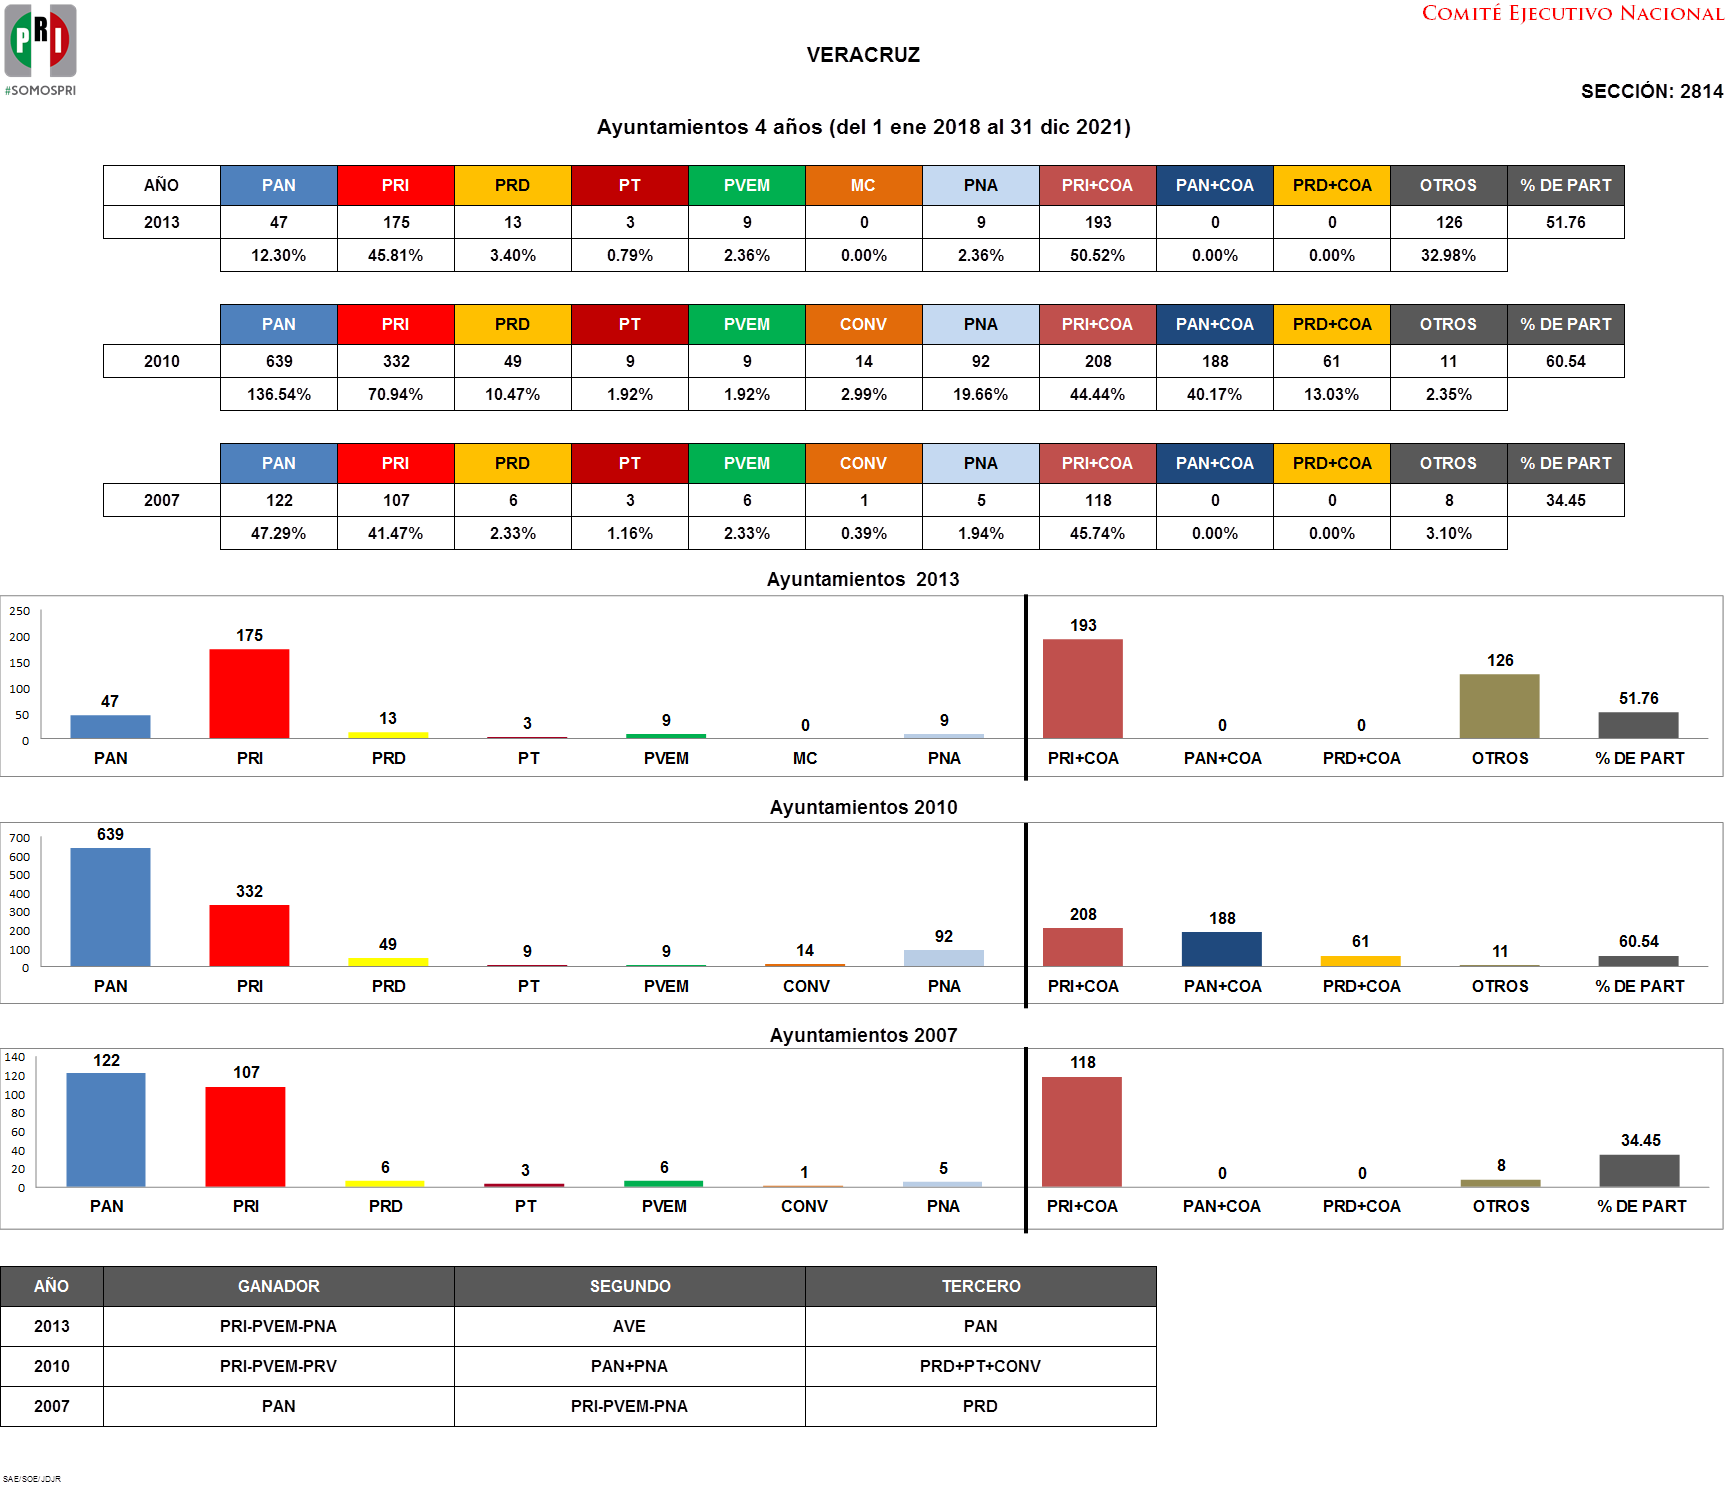 COMITÉ EJECUTIVO NACIONAL
PRI
#SOMOSPRI
VERACRUZ
SECCIÓN: 2814
Ayuntamientos 4 años (del 1 ene 2018 al 31 dic 2021)
AÑO PAN PRI PRD PT PVEM MC PNA PRI+COA PAN+COA PRD+COA OTROS % DE PART
2013 47 175 13 3 9 0 9 193 0 0 126 51.76
12.30% 45.81% 3.40% 0.79% 2.36% 0.00% 2.36% 50.52% 0.00% 0.00% 32.98%
PAN PRI PRD PT PVEM CONV PNA PRI+COA PAN+COA PRD+COA OTROS % DE PART
2010 639 332 49 9 9 14 92 208 188 61 11 60.54
136.54% 70.94% 10.47% 1.92% 1.92% 2.99% 19.66% 44.44% 40.17% 13.03% 2.35%
PAN PRI PRD PT PVEM CONV PNA PRI+COA PAN+COA PRD+COA OTROS % DE PART
2007 122 107 6 3 6 1 5 118 0 0 8 34.45
47.29% 41.47% 2.33% 1.16% 2.33% 0.39% 1.94% 45.74% 0.00% 0.00% 3.10%
Ayuntamientos 2013
250
200
150
100
50
0
47 175 13 3 9 0 9 193 0 0 126 51.76
PAN PRI PRD PT PVEM MC PNA PRI+COA PAN+COA PRD+COA OTROS % DE PART
Ayuntamientos 2010
700
600
500
400
300
200
100
0
639 332 49 9 9 14 92 208 188 61 11 60.54
PAN PRI PRD PT PVEM CONV PNA PRI+COA PAN+COA PRD+COA OTROS % DE PART
Ayuntamientos 2007
140
120
100
80
60
40
20
0
122 107 6 3 6 1 5 118 0 0 8 34.45
PAN PRI PRD PT PVEM CONV PNA PRI+COA PAN+COA PRD+COA OTROS % DE PART
AÑO GANADOR SEGUNDO TERCERO
2013 PRI-PVEM-PNA AVE PAN
2010 PRI-PVEM-PRV PAN+PNA PRD+PT+CONV
2007 PAN PRI-PVEM-PNA PRD
SAE/SOE/JDJR